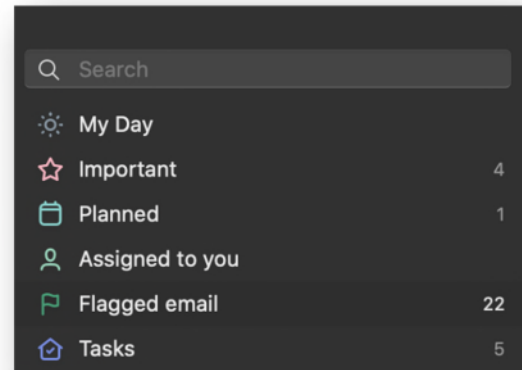 Search
My Day
Important 4
Planned 1
Assigned to you
Flagged email 22
Tasks 5